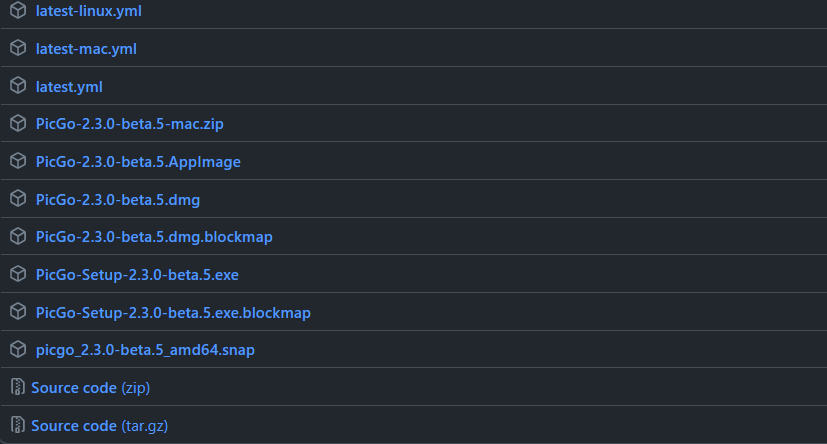 latest-linux.yml
latest-mac.yml
latest.yml
PicGo-2.3.0-beta.5-mac.zip
PicGo-2.3.0-beta.5.AppImage
PicGo-2.3.0-beta.5.dmg
PicGo-2.3.0-beta.5.dmg.blockmap
PicGo-Setup-2.3.0-beta.5.exe
PicGo-Setup-2.3.0-beta.5.exe.blockmap
picgo_2.3.0-beta.5_amd64.snap
Source code (zip)
Source code (tar.gz)